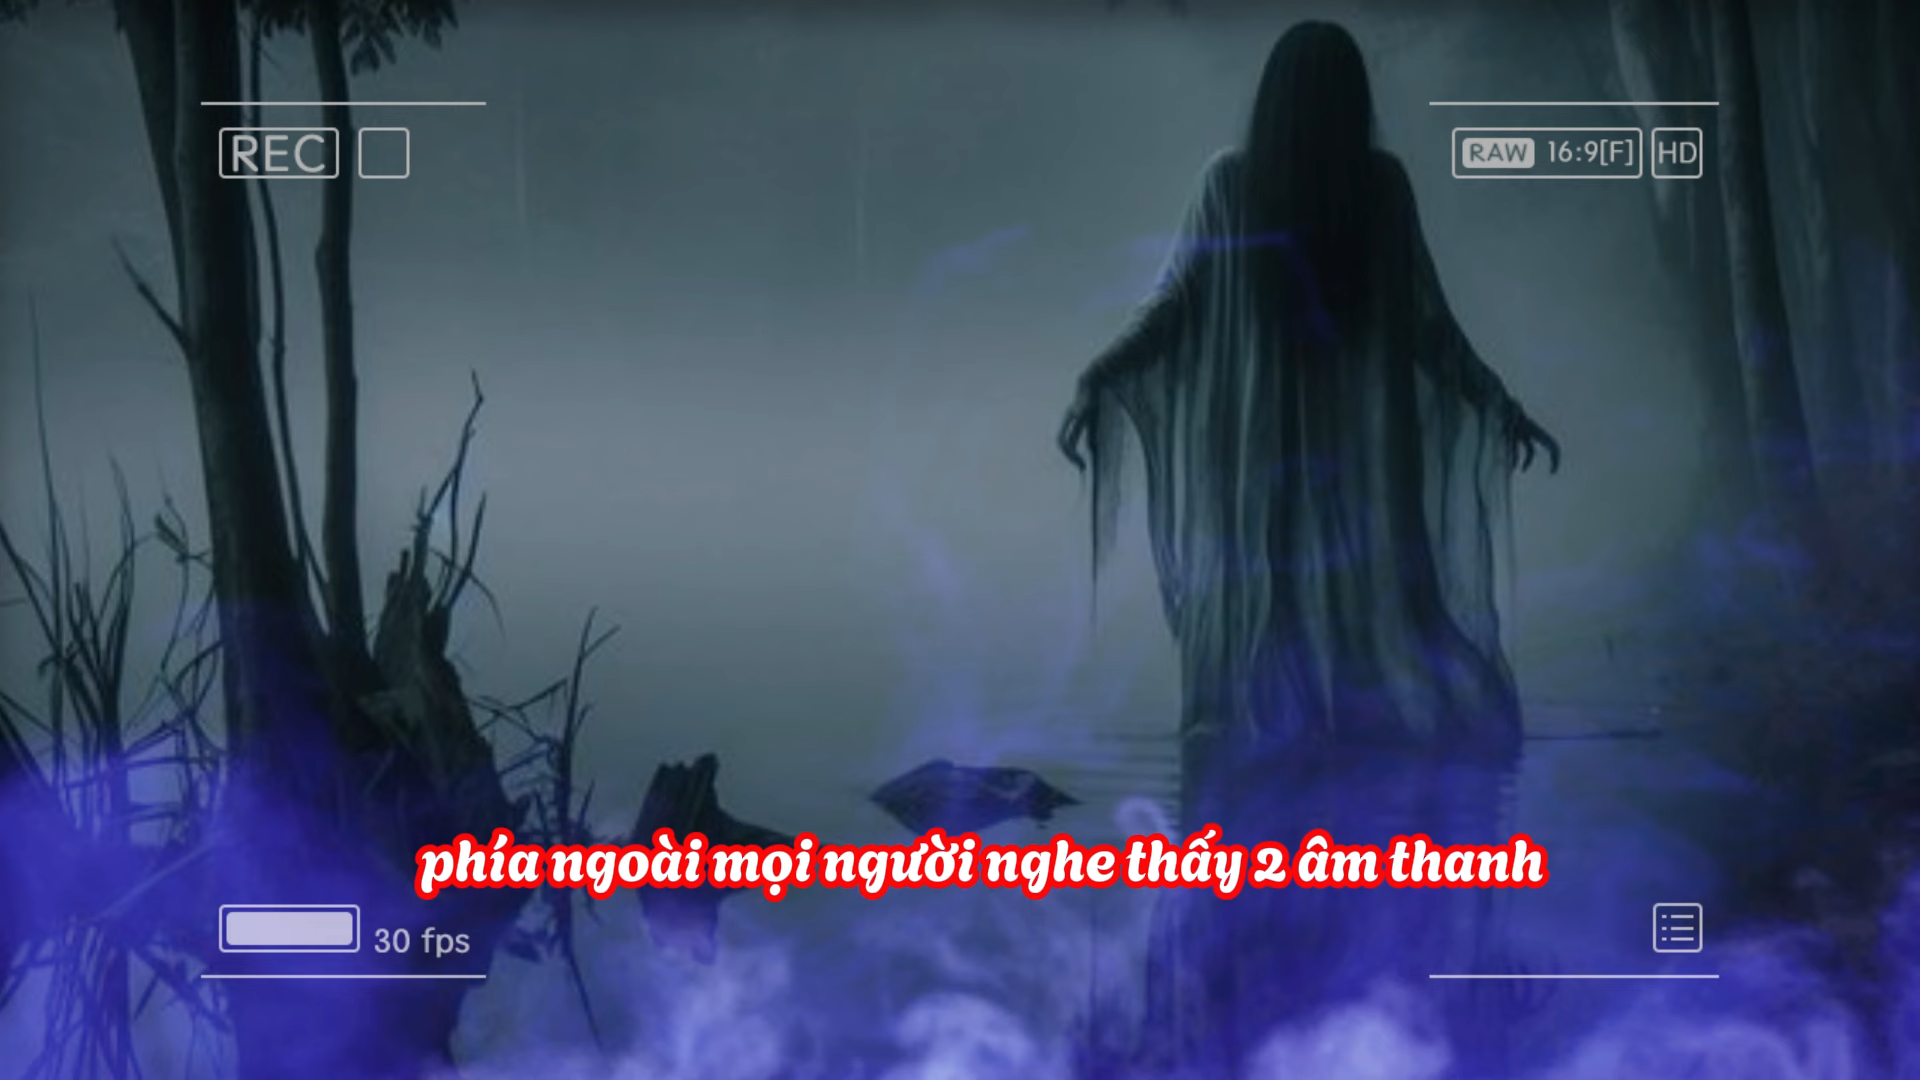 REC
RAW 16:9[F] HD
phía ngoài mọi người nghe thấy 2 âm thanh
30 fps